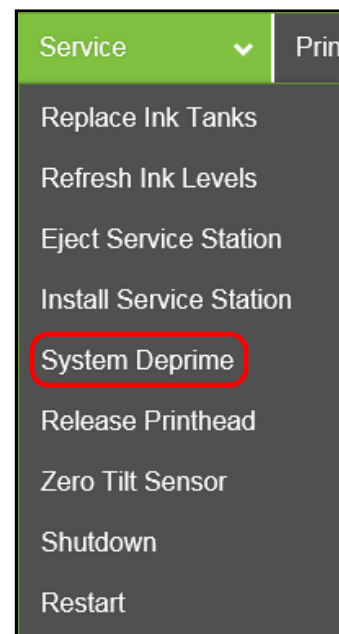 Service
Prin
Replace Ink Tanks
Refresh Ink Levels
Eject Service Station
Install Service Station
System Deprime
Release Printhead
Zero Tilt Sensor
Shutdown
Restart